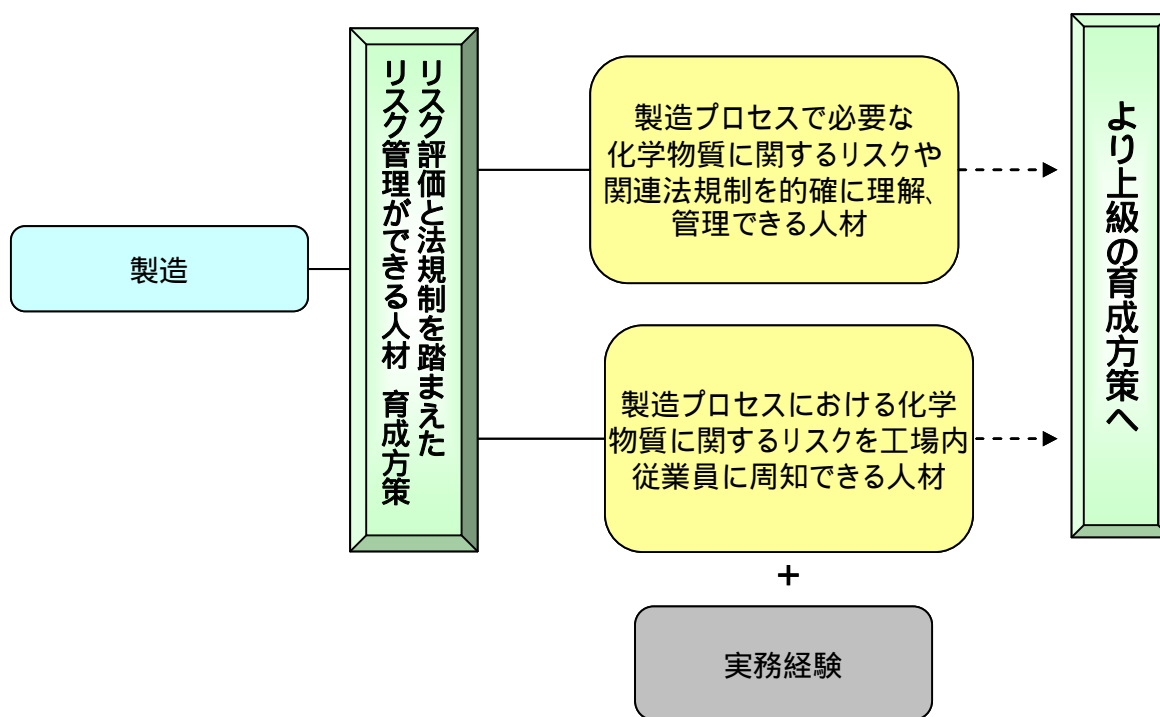 製造
リスク評価と法規制を踏まえた
リスク管理ができる人材 育成方策
製造プロセスで必要な
化学物質に関するリスクや
関連法規制を的確に理解、
管理できる人材
製造プロセスにおける化学
物質に関するリスクを工場内
従業員に周知できる人材
+
実務経験
より上級の育成方策へ